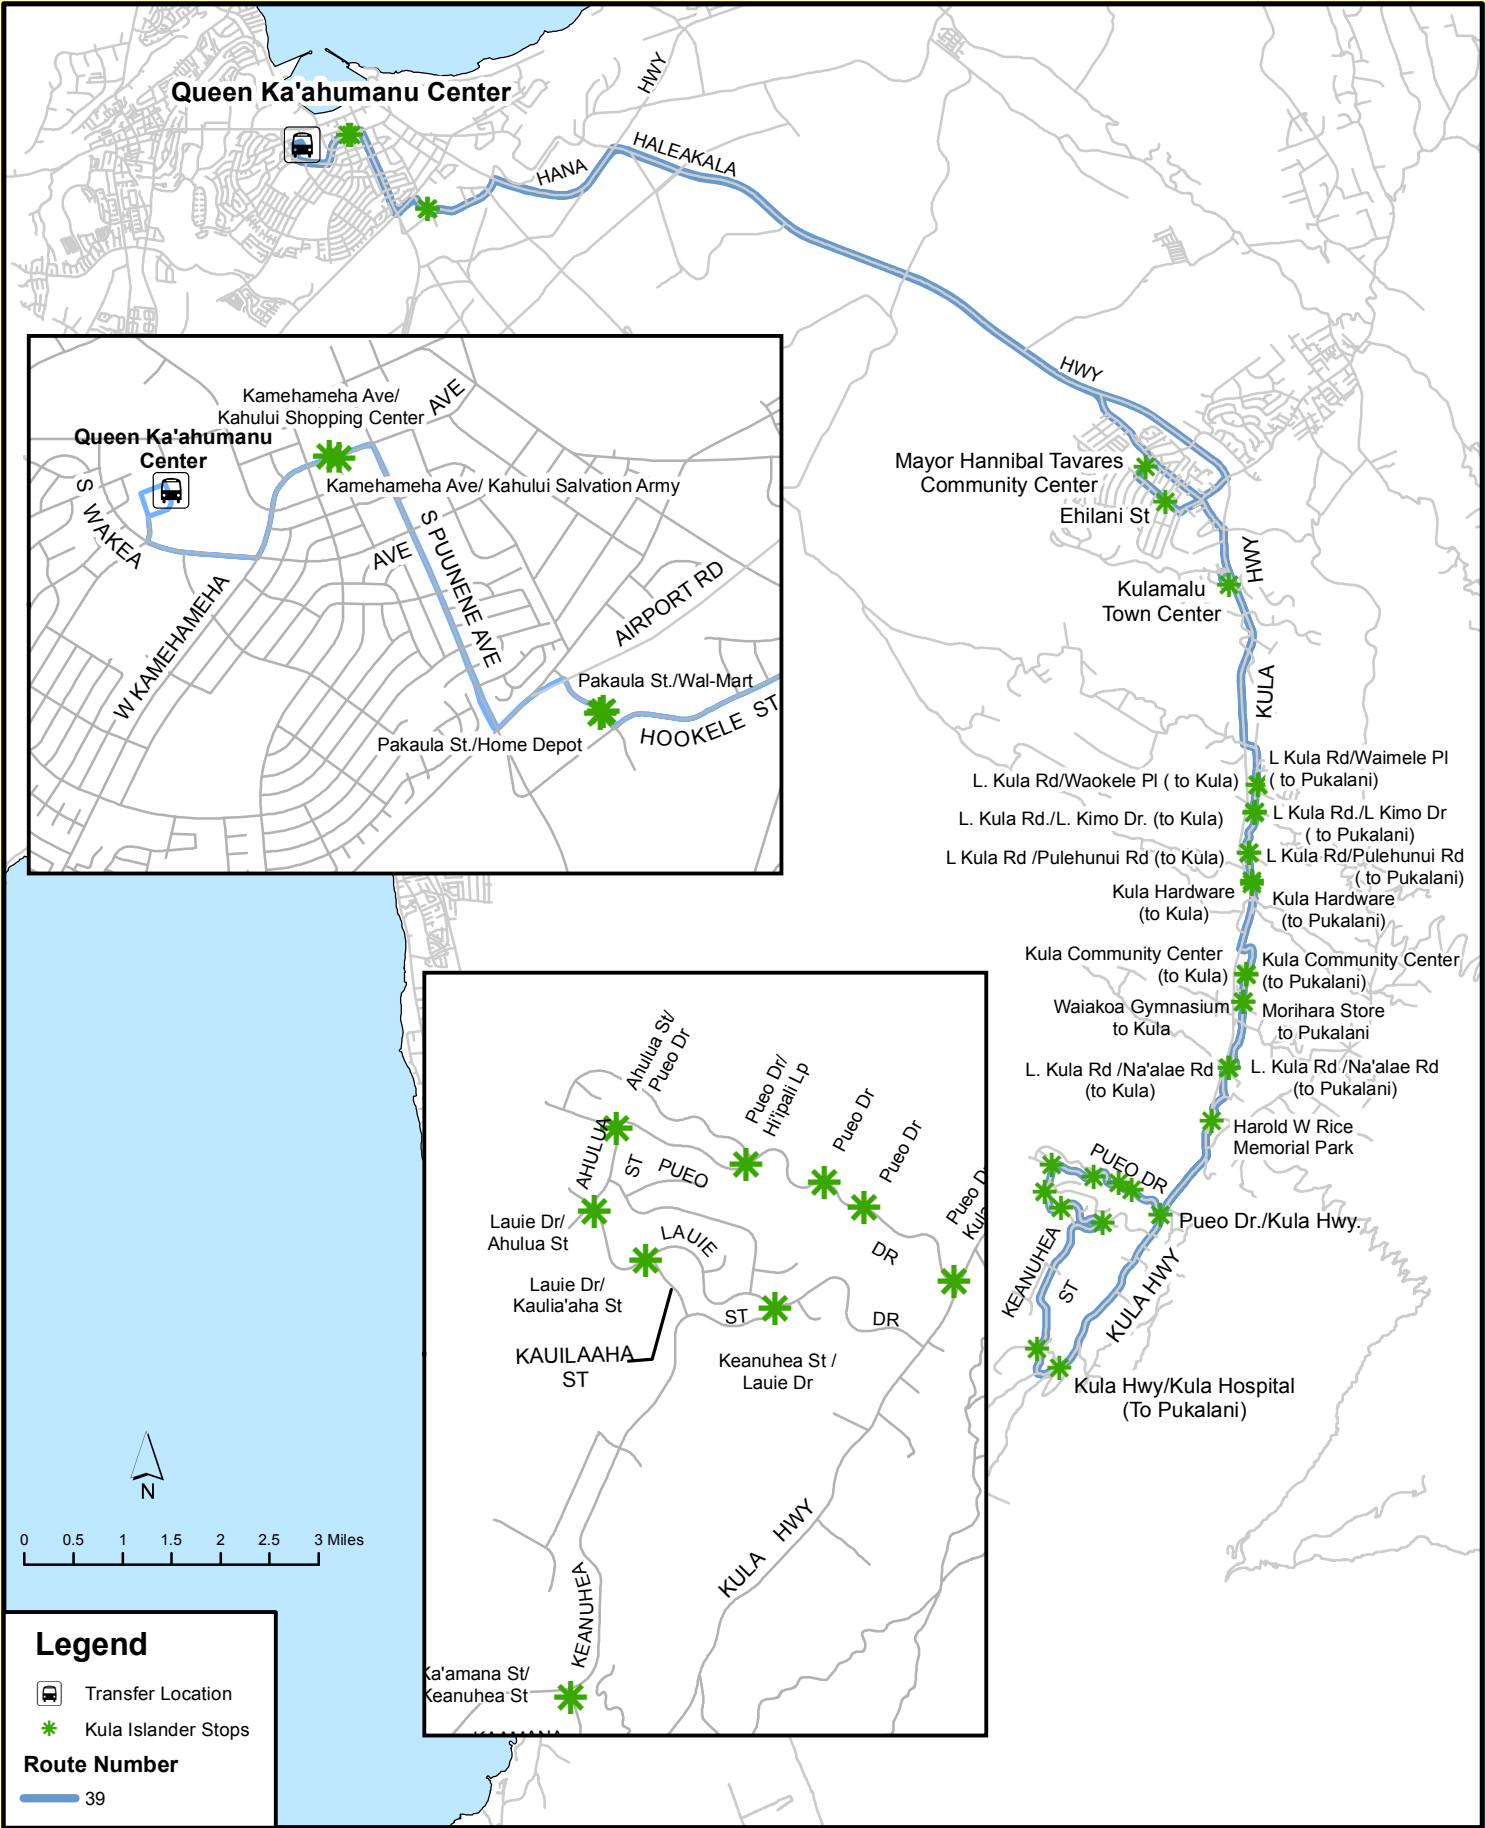 Queen Ka'ahumanu Center
HWY
HANA
HALEAKALA
HWY
Mayor Hannibal Tavares
Community Center
Ehilani St
HWY
Kulamalu
Town Center
KULA
L Kula Rd/Waimele Pl
( to Pukalani)
L. Kula Rd/Waokele Pl ( to Kula)
L. Kula Rd./L. Kimo Dr. (to Kula)
L Kula Rd./L Kimo Dr
( to Pukalani)
L Kula Rd /Pulehunui Rd (to Kula)
L Kula Rd/Pulehunui Rd
( to Pukalani)
Kula Hardware
(to Kula)
Kula Hardware
(to Pukalani)
Kula Community Center
(to Kula)
Kula Community Center
(to Pukalani)
Waiakoa Gymnasium
to Kula
Morihara Store
to Pukalani
L. Kula Rd /Na'alae Rd
(to Kula)
L. Kula Rd /Na'alae Rd
(to Pukalani)
Harold W Rice
Memorial Park
PUEO DR
Pueo Dr./Kula Hwy.
KEANUHEA
ST
KULA HWY
Kula Hwy/Kula Hospital
(To Pukalani)
Kamehameha Ave/
Kahului Shopping Center
AVE
Queen Ka'ahumanu
Center
Kamehameha Ave/ Kahului Salvation Army
S WAKEA
AVE
S PUUNENE AVE
W KAMEHAMEHA
AIRPORT RD
Pakaula St./Wal-Mart
Pakaula St./Home Depot
HOOKELE ST
Ahulua St/
Pueo Dr
Pueo Dr/
Hi'ipali Lp
Pueo Dr
Pueo Dr
Pueo
AHULUA
ST
PUEO
DR
Lauie Dr/
Ahulua St
LAUIE
DR
Lauie Dr/
Kaulia'aha St
ST
KAUILAAHA
ST
Keanuhea St /
Lauie Dr
KULA HWY
KEANUHEA
Ka'amana St/
Keanuhea St
N
0 0.5 1 1.5 2 2.5 3 Miles
Legend
Transfer Location
Kula Islander Stops
Route Number
39